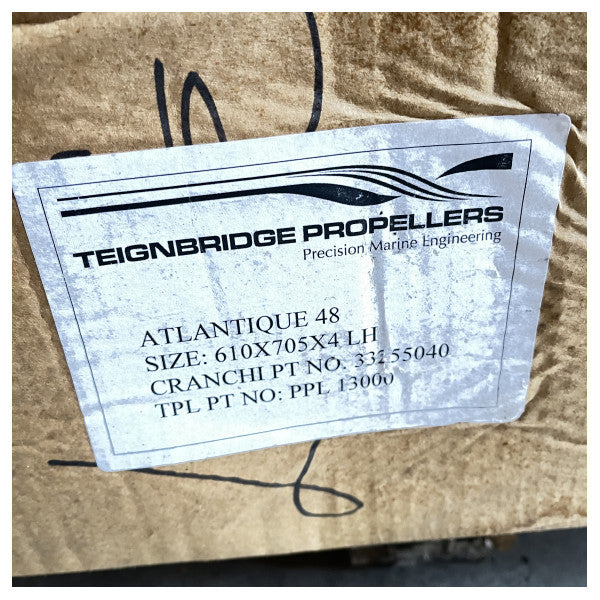 TEIGNBRIDGE PROPELLERS
Precision Marine Engineering
ATLANTIQUE 48
SIZE: 610X705X4 LH
CRANCHI PT NO. 33255040
TPL PT NO: PPL 13000